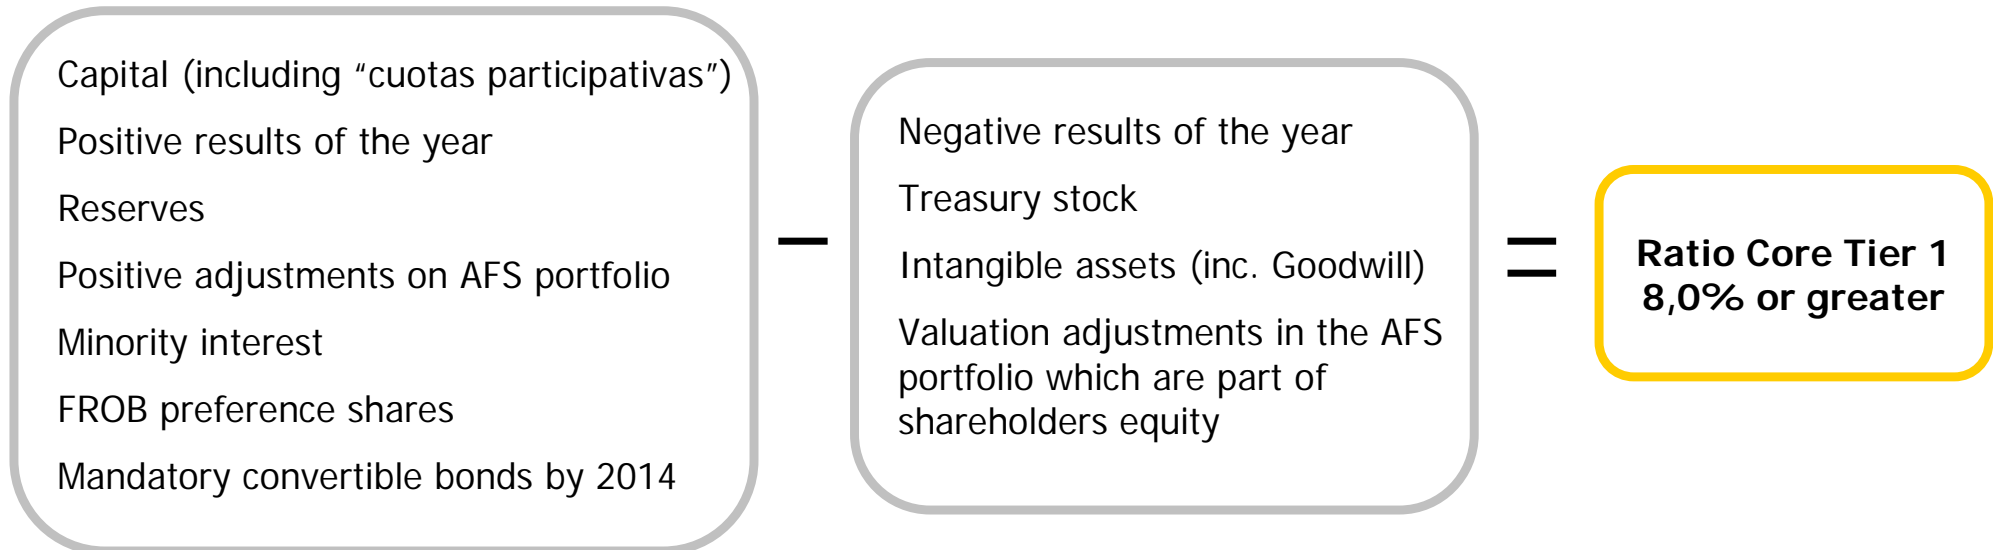 Capital (including “cuotas participativas”)
Positive results of the year
Reserves
Positive adjustments on AFS portfolio
Minority interest
FROB preference shares
Mandatory convertible bonds by 2014
–
Negative results of the year
Treasury stock
Intangible assets (inc. Goodwill)
Valuation adjustments in the AFS
portfolio which are part of
shareholders equity
=
Ratio Core Tier 1
8,0% or greater